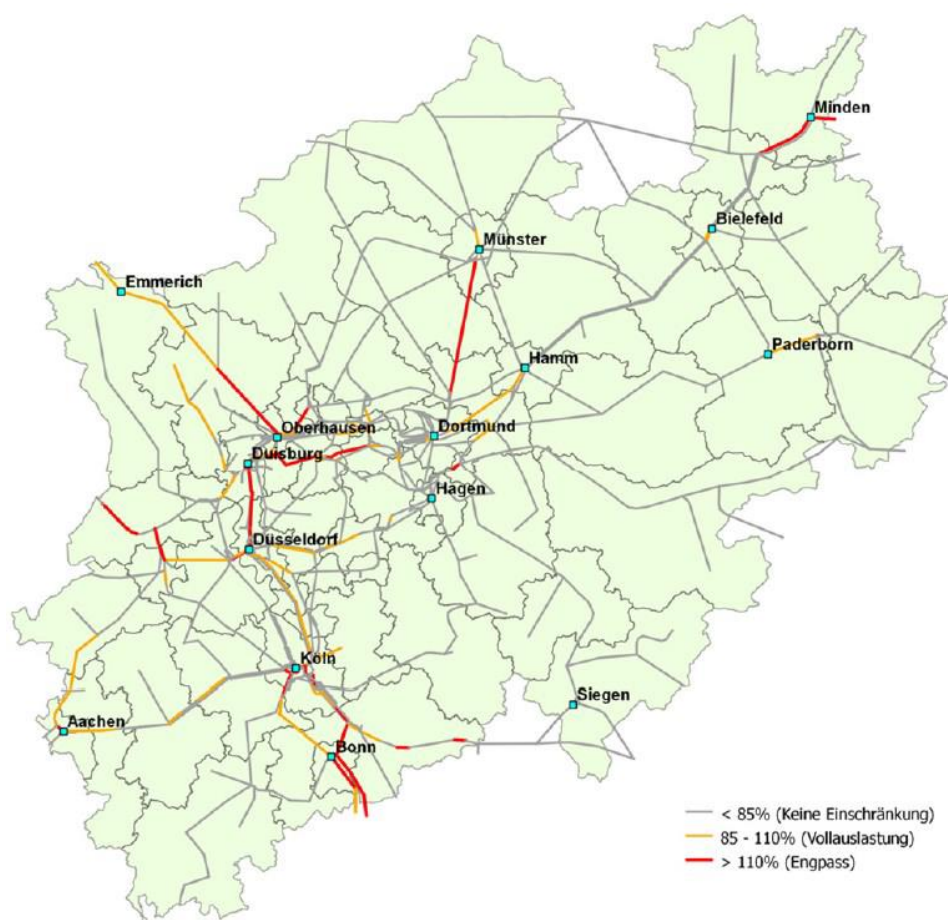 Minden
Bielefeld
Münster
Emmerich
Paderborn
Hamm
Oberhausen
Dortmund
Duisburg
Hagen
Düsseldorf
Köln
Siegen
Aachen
Bonn
< 85% (Keine Einschränkung)
85 - 110% (Vollauslastung)
> 110% (Engpass)